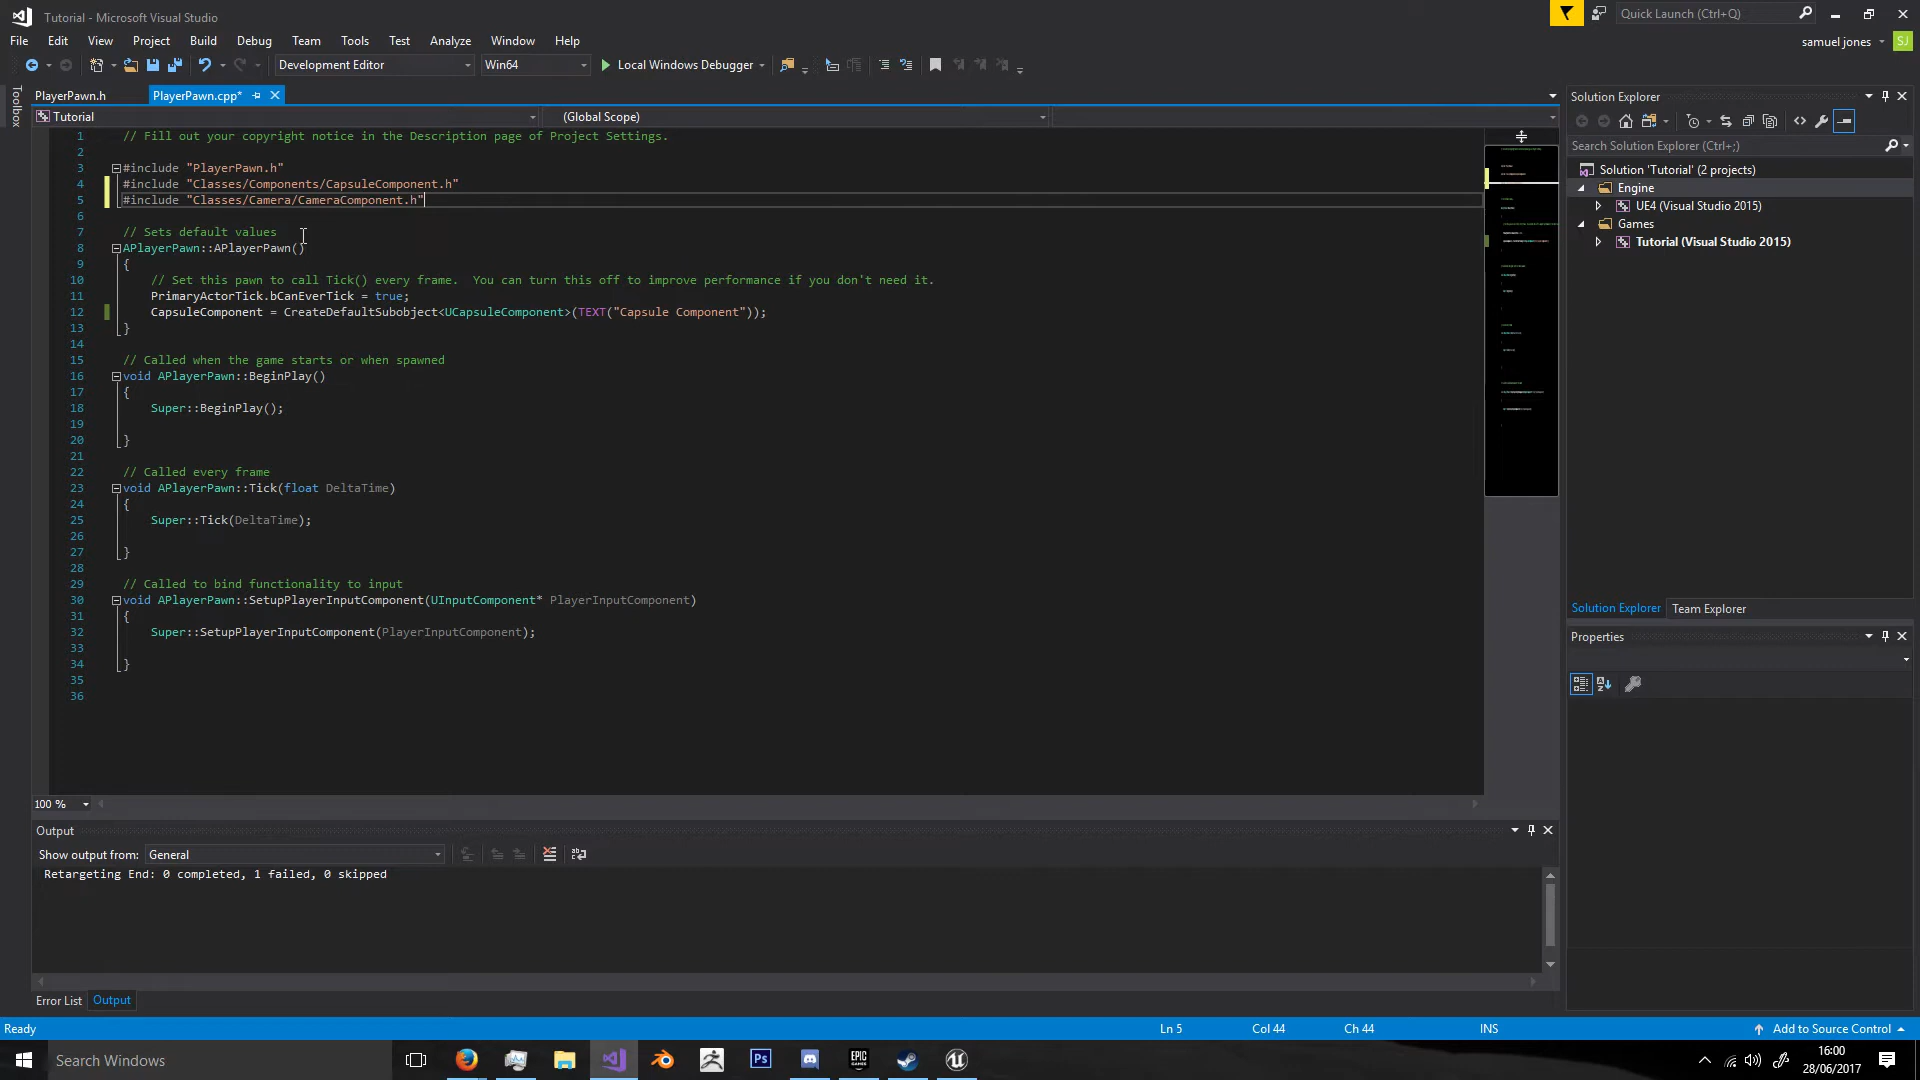 Tutorial - Microsoft Visual Studio
Quick Launch (Ctrl+Q)
File Edit View Project Build Debug Team Tools Test Analyze Window Help
samuel jones SJ
Development Editor Win64 Local Windows Debugger
Toolbox
PlayerPawn.h PlayerPawn.cpp*
Tutorial (Global Scope)
1 // Fill out your copyright notice in the Description page of Project Settings.
2
3 #include "PlayerPawn.h"
4 #include "Classes/Components/CapsuleComponent.h"
5 #include "Classes/Camera/CameraComponent.h"
6
7 // Sets default values
8 APlayerPawn::APlayerPawn()
9 {
10 // Set this pawn to call Tick() every frame.  You can turn this off to improve performance if you don't need it.
11 PrimaryActorTick.bCanEverTick = true;
12 CapsuleComponent = CreateDefaultSubobject<UCapsuleComponent>(TEXT("Capsule Component"));
13 }
14
15 // Called when the game starts or when spawned
16 void APlayerPawn::BeginPlay()
17 {
18 Super::BeginPlay();
19
20 }
21
22 // Called every frame
23 void APlayerPawn::Tick(float DeltaTime)
24 {
25 Super::Tick(DeltaTime);
26
27 }
28
29 // Called to bind functionality to input
30 void APlayerPawn::SetupPlayerInputComponent(UInputComponent* PlayerInputComponent)
31 {
32 Super::SetupPlayerInputComponent(PlayerInputComponent);
33
34 }
35
36
100 %
Output
Show output from: General
Retargeting End: 0 completed, 1 failed, 0 skipped
Error List Output
Solution Explorer
Search Solution Explorer (Ctrl+;)
Solution 'Tutorial' (2 projects)
Engine
UE4 (Visual Studio 2015)
Games
Tutorial (Visual Studio 2015)
Solution Explorer Team Explorer
Properties
Ready Ln 5 Col 44 Ch 44 INS Add to Source Control
Search Windows
Ps
EPIC GAMES
16:00
28/06/2017